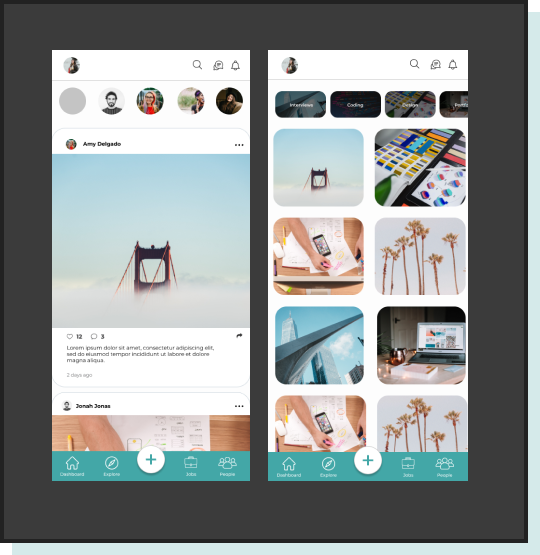 Amy Delgado
12
3
Lorem ipsum dolor sit amet, consectetur adipiscing elit,
sed do eiusmod tempor incididunt ut labore et dolore
magna aliqua.
2 days ago
Jonah Jonas
Dashboard
Explore
Jobs
People
Interviews
Coding
Design
Dashboard
Explore
Jobs
People